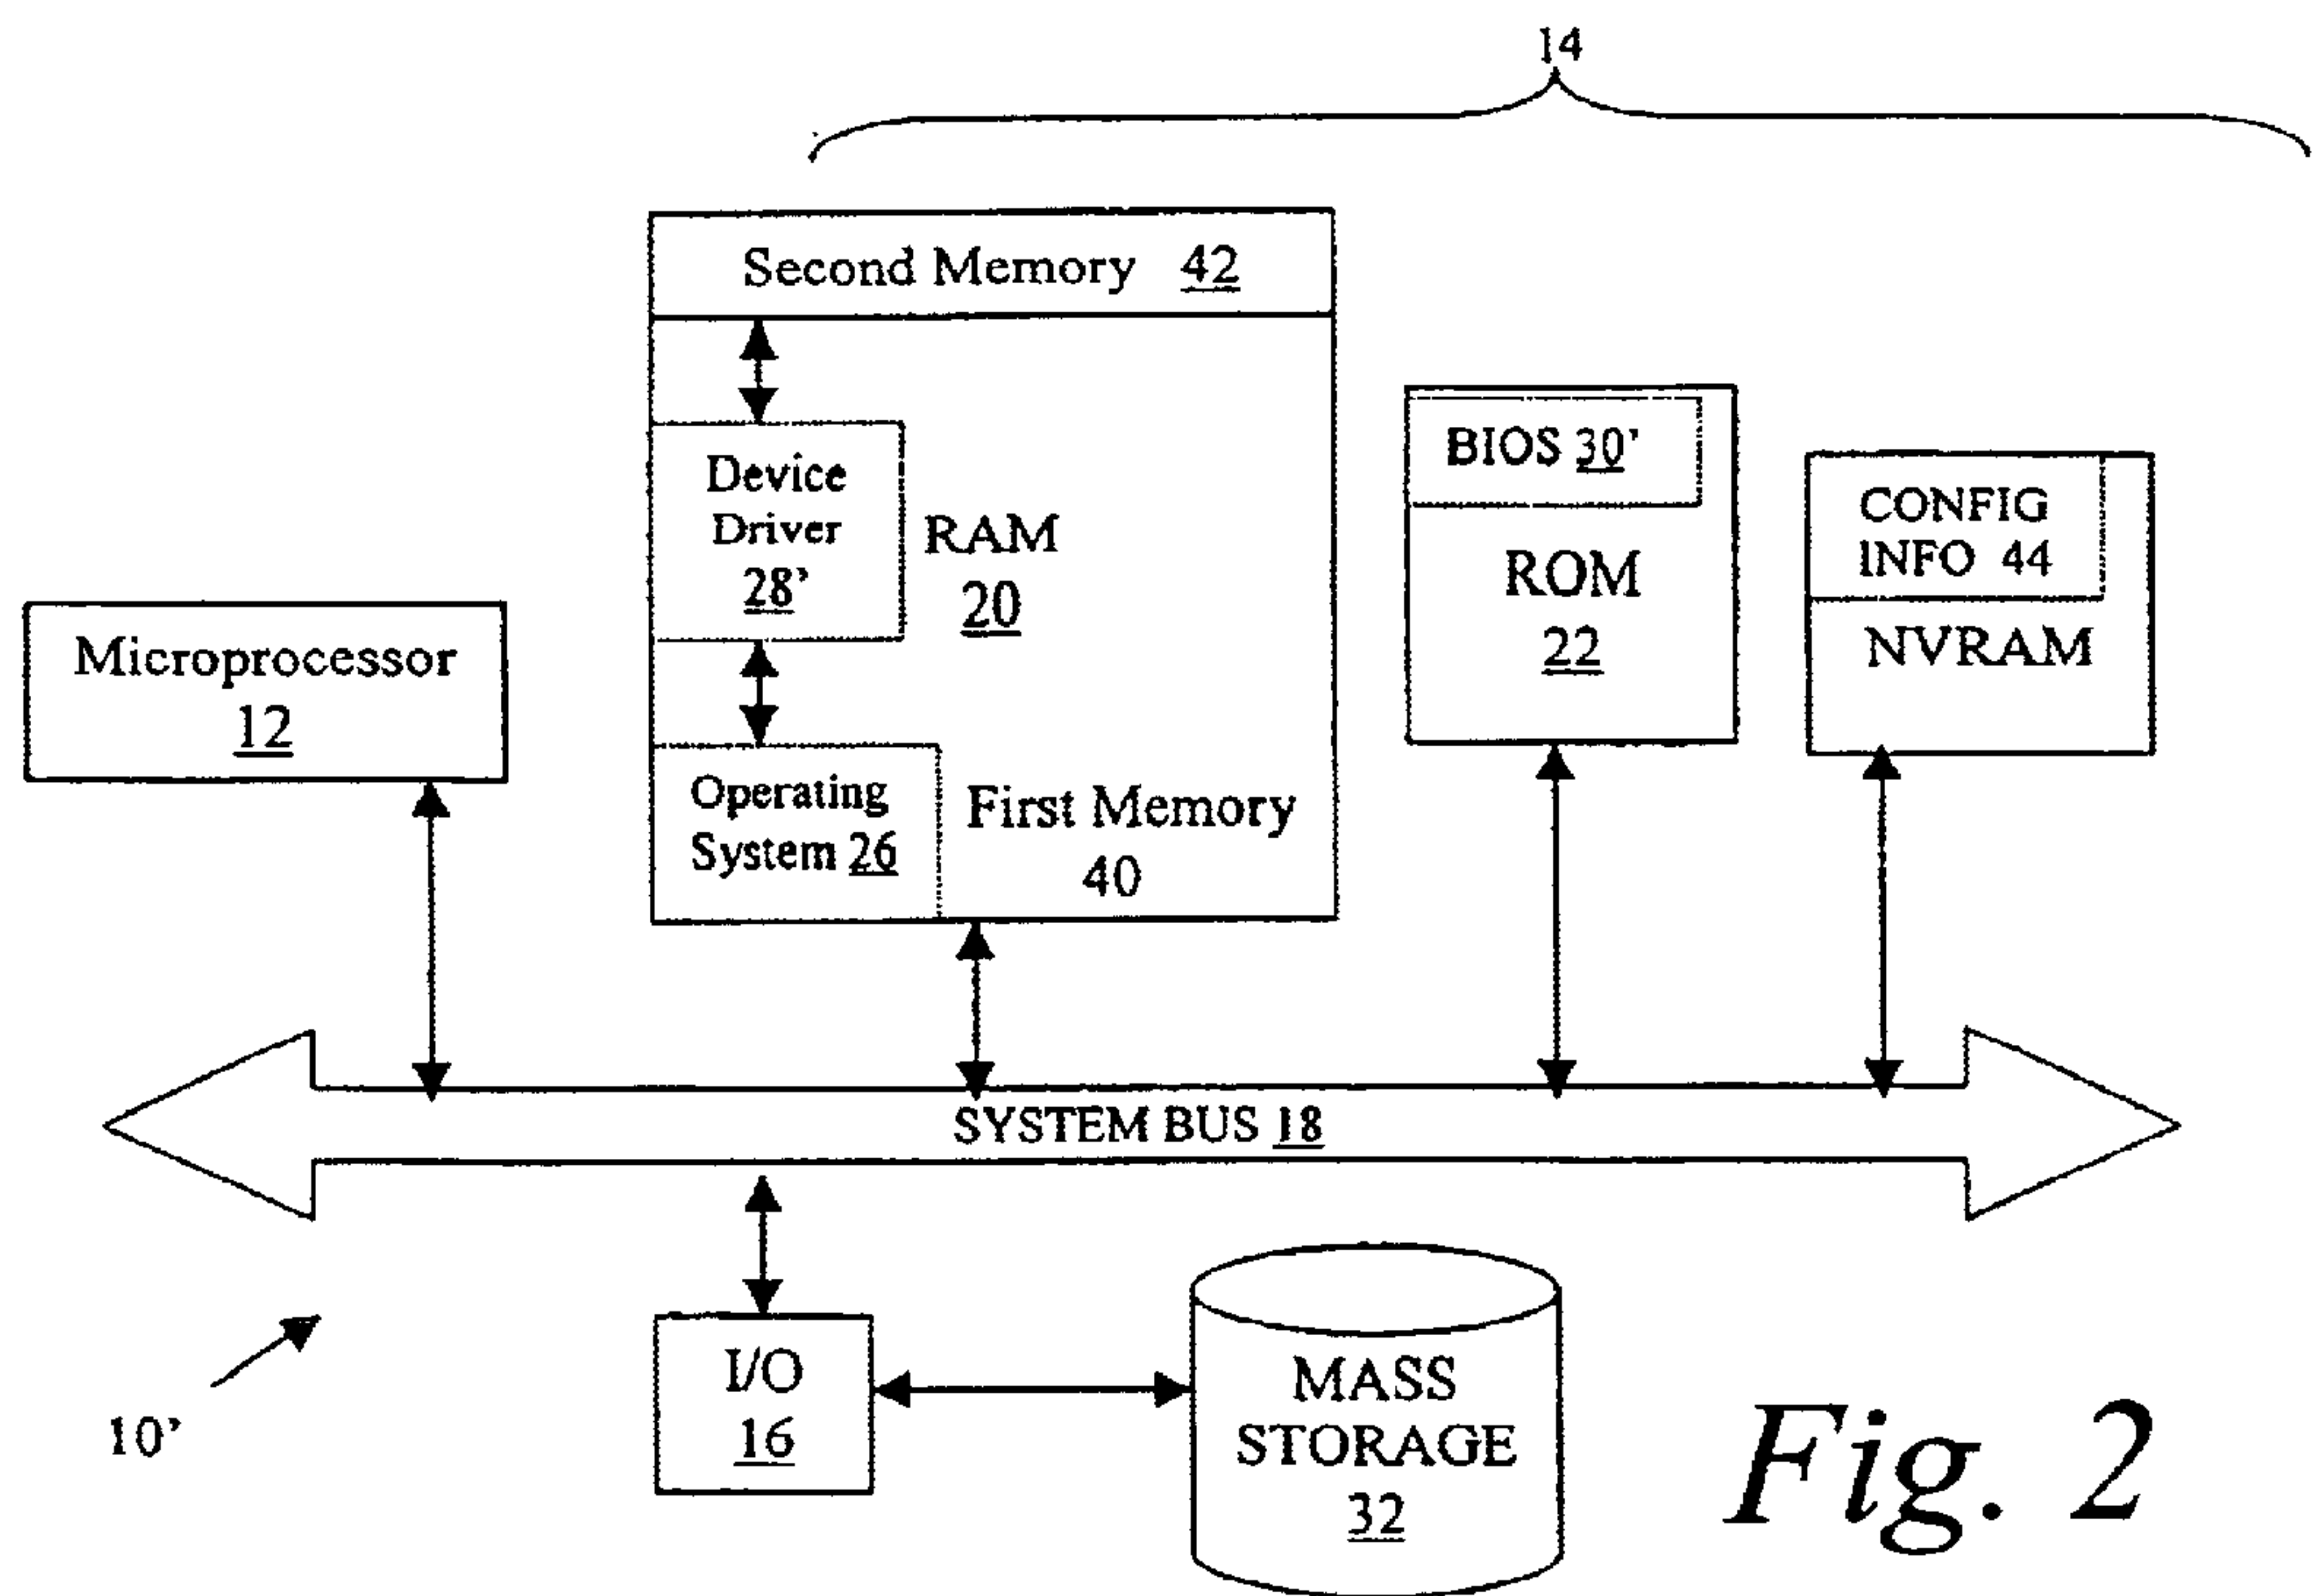 14
Second Memory 42
Device
Driver
28’
RAM
20
Operating
System 26
First Memory
40
BIOS 30’
ROM
22
CONFIG
INFO 44
NVRAM
Microprocessor
12
SYSTEM BUS 18
10’
I/O
16
MASS
STORAGE
32
Fig. 2